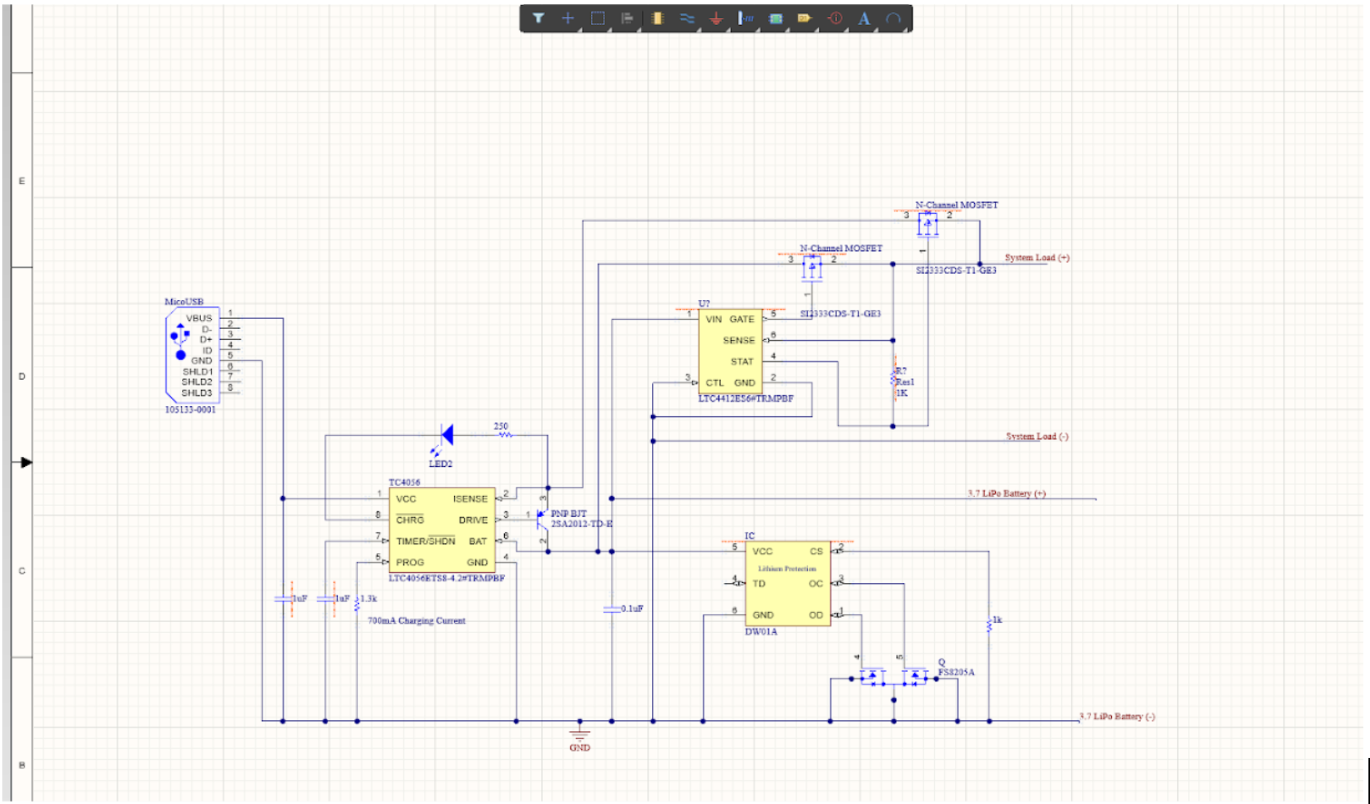 A
E
N-Channel MOSFET
3 2
1
System Load (+)
SI2333CDS-T1-GE3
N-Channel MOSFET
3 2
1
SI2333CDS-T1-GE3
MicoUSB
VBUS 1
D- 2
D+ 3
ID 4
GND 5
SHLD1 6
SHLD2 7
SHLD3 8
105133-0001
D
U?
1 VIN GATE 5
SENSE 6
STAT 4
3 CTL GND 2
LTC4412ES6#TRMPBF
R?
Res1
1K
System Load (-)
250
LED2
TC4056
1 VCC ISENSE 2
8 CHRG DRIVE 3
7 TIMER/SHDN BAT 6
5 PROG GND 4
LTC4056ETS8-4.2#TRMPBF
3
1
2
PNP BJT
2SA2012-TD-E
3.7 LiPo Battery (+)
C
IC
5 VCC CS 2
Lithium Protection
4 TD OC 3
6 GND OD 1
DW01A
1uF
1uF
1.3k
700mA Charging Current
0.1uF
1k
4
5
Q
FS8205A
3.7 LiPo Battery (-)
GND
B